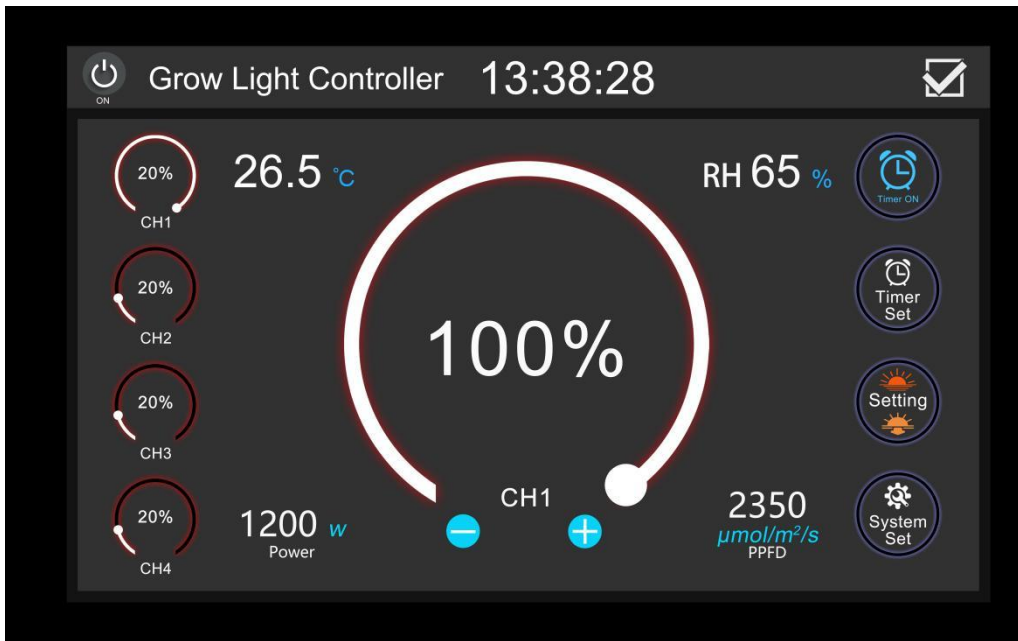 ON
Grow Light Controller 13:38:28
20%
CH1
20%
CH2
20%
CH3
20%
CH4
26.5 °C
1200 w
Power
100%
CH1
RH 65 %
2350
μmol/m²/s
PPFD
Timer ON
Timer
Set
Setting
System
Set